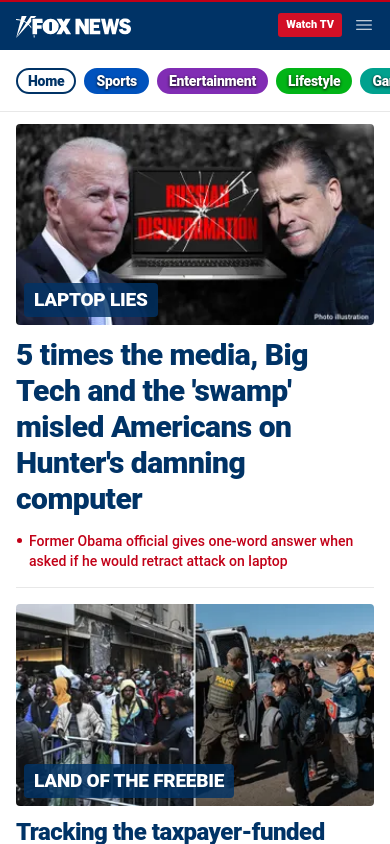 FOX NEWS
Watch TV
Home
Sports
Entertainment
Lifestyle
RUSSIAN
DISINFORMATION
LAPTOP LIES
Photo illustration
5 times the media, Big
Tech and the 'swamp'
misled Americans on
Hunter's damning
computer
• Former Obama official gives one-word answer when
asked if he would retract attack on laptop
POLICE
LAND OF THE FREEBIE
Tracking the taxpayer-funded